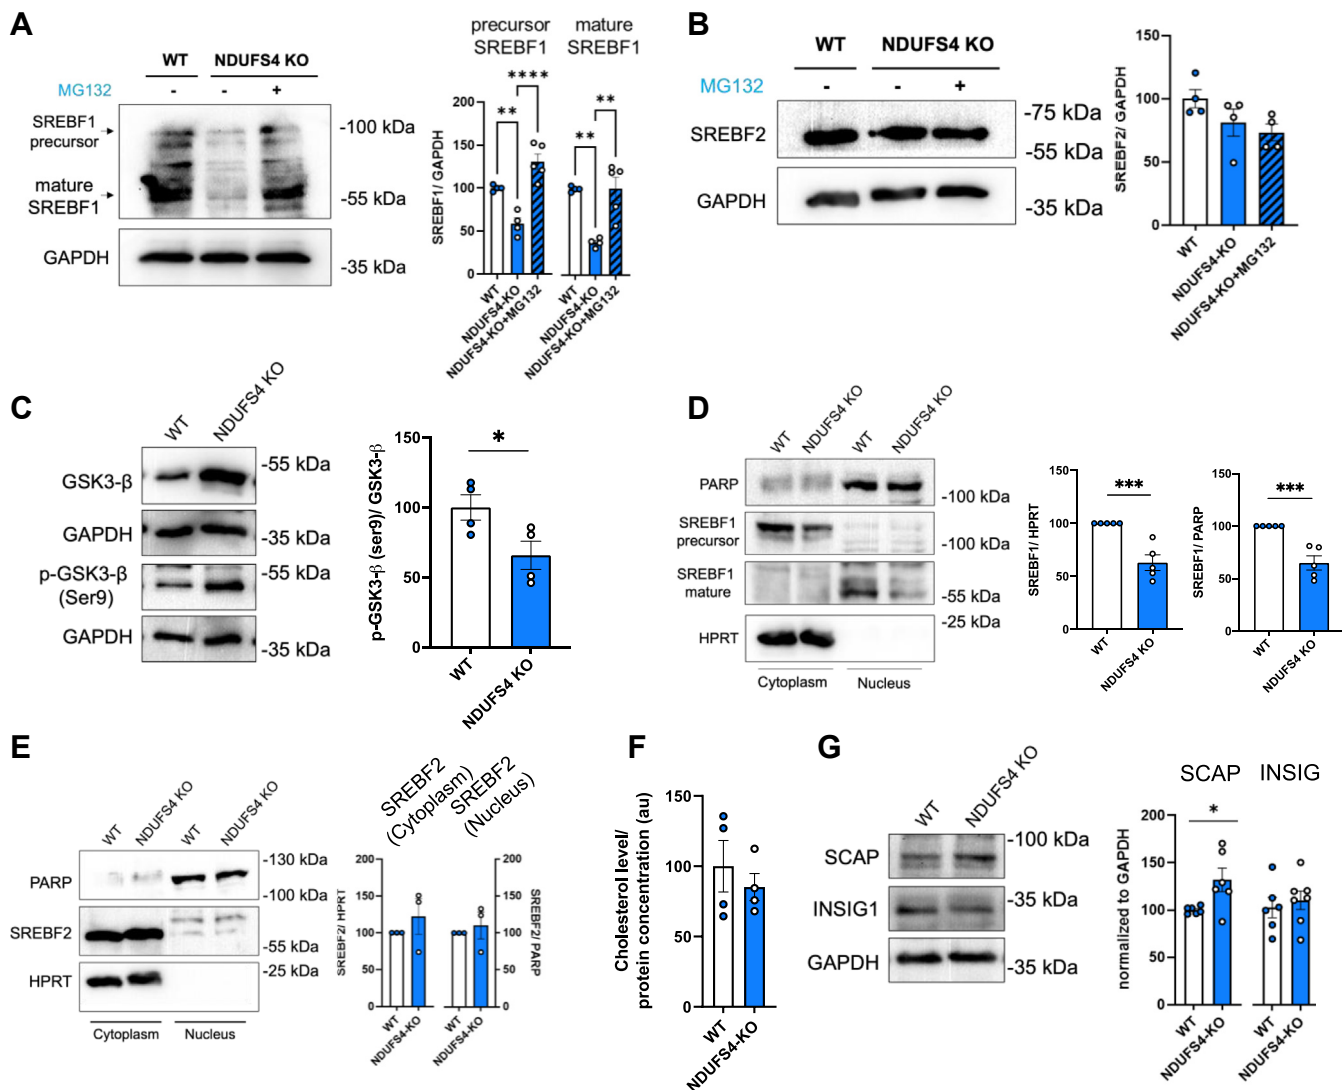 A
WT NDUFS4 KO
MG132 - - +
SREBF1
precursor
-100 kDa
mature
SREBF1
-55 kDa
GAPDH
-35 kDa
precursor
SREBF1
mature
SREBF1
SREBF1/ GAPDH
200
150
100
50
0
** ****
** **
WT
NDUFS4-KO
NDUFS4-KO+MG132
WT
NDUFS4-KO
NDUFS4-KO+MG132
B
WT NDUFS4 KO
MG132 - - +
SREBF2
-75 kDa
-55 kDa
GAPDH
-35 kDa
SREBF2/ GAPDH
150
100
50
0
WT
NDUFS4-KO
NDUFS4-KO+MG132
C
WT
NDUFS4 KO
GSK3-β
-55 kDa
GAPDH
-35 kDa
p-GSK3-β
(Ser9)
-55 kDa
GAPDH
-35 kDa
p-GSK3-β (ser9)/ GSK3-β
150
100
50
0
*
WT
NDUFS4 KO
D
WT
NDUFS4 KO
WT
NDUFS4 KO
PARP
-100 kDa
SREBF1
precursor
-100 kDa
SREBF1
mature
-55 kDa
-25 kDa
HPRT
Cytoplasm Nucleus
SREBF1/ HPRT
150
100
50
0
***
WT
NDUFS4 KO
SREBF1/ PARP
150
100
50
0
***
WT
NDUFS4 KO
E
WT
NDUFS4 KO
WT
NDUFS4 KO
PARP
-130 kDa
-100 kDa
SREBF2
-55 kDa
-25 kDa
HPRT
Cytoplasm Nucleus
SREBF2
(Cytoplasm)
SREBF2
(Nucleus)
SREBF2/ HPRT
200
150
100
50
0
WT
NDUFS4-KO
WT
NDUFS4-KO
200
150
100
50
0
SREBF2/ PARP
F
Cholesterol level/
protein concentration (au)
150
100
50
0
WT
NDUFS4-KO
G
WT
NDUFS4 KO
SCAP
-100 kDa
INSIG1
-35 kDa
GAPDH
-35 kDa
SCAP INSIG
normalized to GAPDH
200
150
100
50
0
*
WT
NDUFS4-KO
WT
NDUFS4-KO